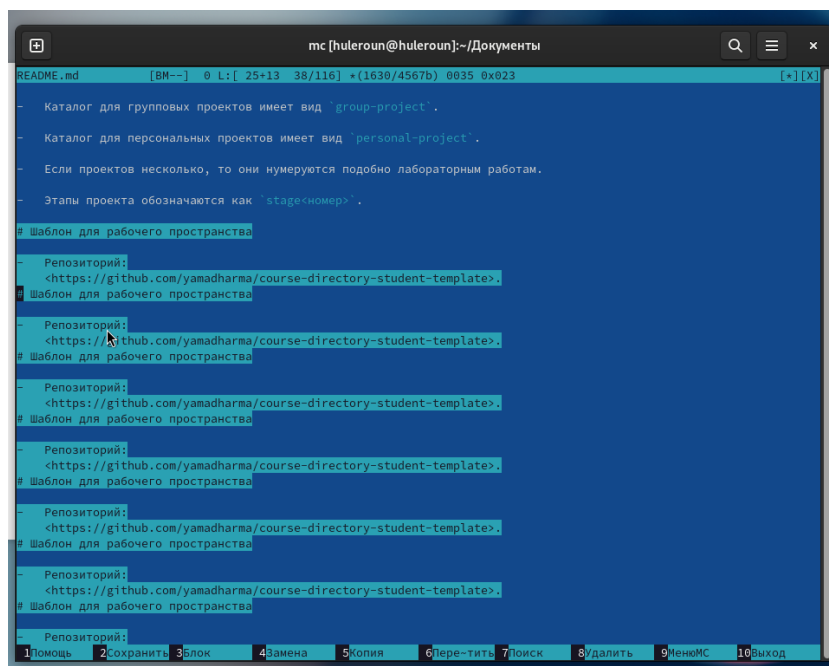 mc [huleroun@huleroun]:~/Документы
README.md [BM--] 0 L:[ 25+13 38/116] *(1630/4567b) 0035 0x023 [*][X]
- Каталог для групповых проектов имеет вид `group-project`.
- Каталог для персональных проектов имеет вид `personal-project`.
- Если проектов несколько, то они нумеруются подобно лабораторным работам.
- Этапы проекта обозначаются как `stage<номер>`.
# Шаблон для рабочего пространства
- Репозиторий:
<https://github.com/yamadharma/course-directory-student-template>.
# Шаблон для рабочего пространства
- Репозиторий:
<https://github.com/yamadharma/course-directory-student-template>.
# Шаблон для рабочего пространства
- Репозиторий:
<https://github.com/yamadharma/course-directory-student-template>.
# Шаблон для рабочего пространства
- Репозиторий:
<https://github.com/yamadharma/course-directory-student-template>.
# Шаблон для рабочего пространства
- Репозиторий:
<https://github.com/yamadharma/course-directory-student-template>.
# Шаблон для рабочего пространства
- Репозиторий:
<https://github.com/yamadharma/course-directory-student-template>.
# Шаблон для рабочего пространства
- Репозиторий:
1Помощь 2Сохранить 3Блок 4Замена 5Копия 6Пере~тить 7Поиск 8Удалить 9МенюMC 10Выход